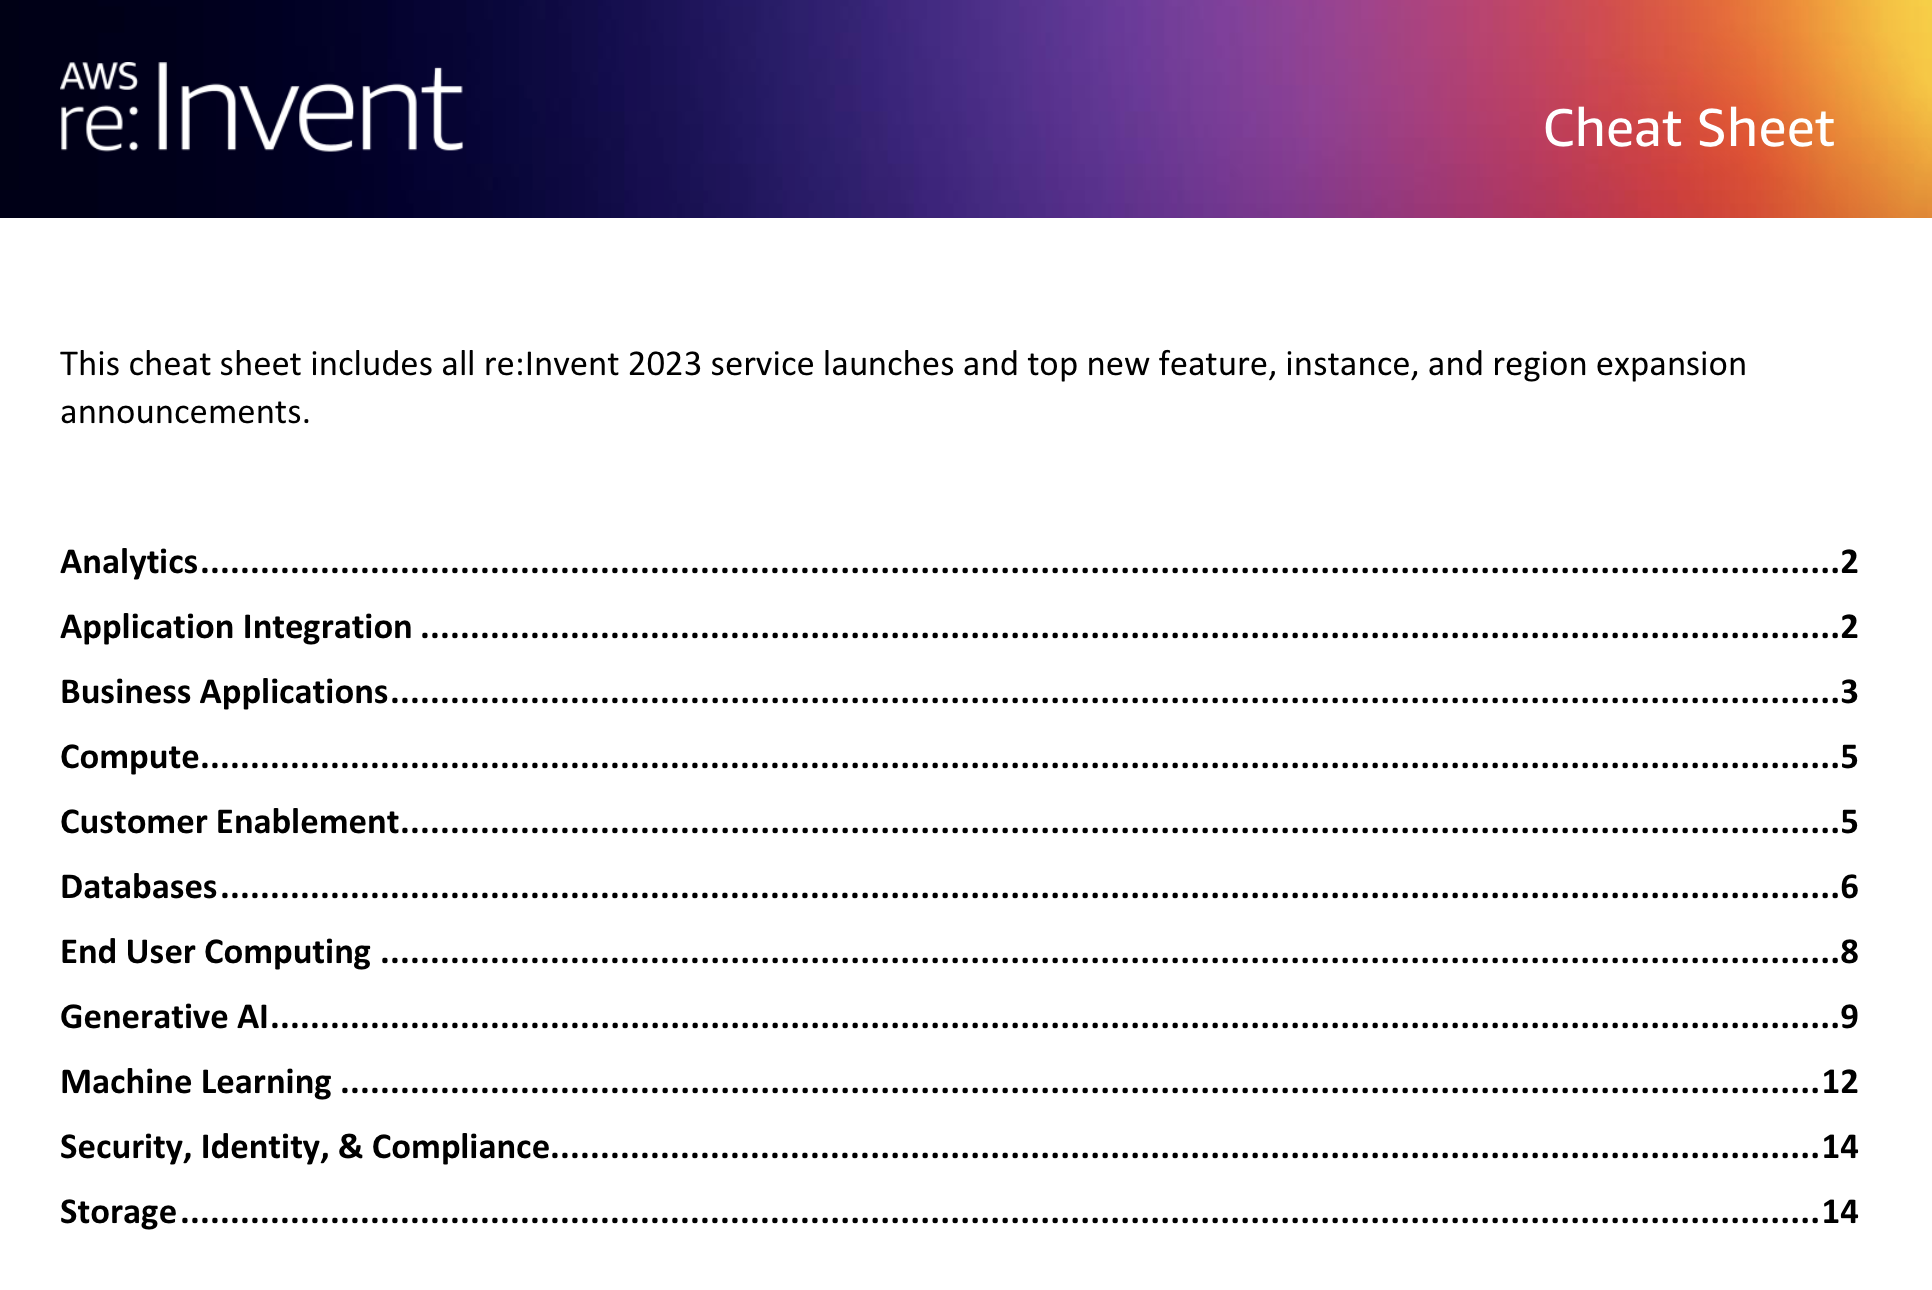 AWS
re:Invent
Cheat Sheet
This cheat sheet includes all re:Invent 2023 service launches and top new feature, instance, and region expansion
announcements.
Analytics....................................................................................................2
Application Integration ....................................................................................................2
Business Applications....................................................................................................3
Compute....................................................................................................5
Customer Enablement....................................................................................................5
Databases....................................................................................................6
End User Computing ....................................................................................................8
Generative AI....................................................................................................9
Machine Learning ....................................................................................................12
Security, Identity, & Compliance....................................................................................................14
Storage....................................................................................................14